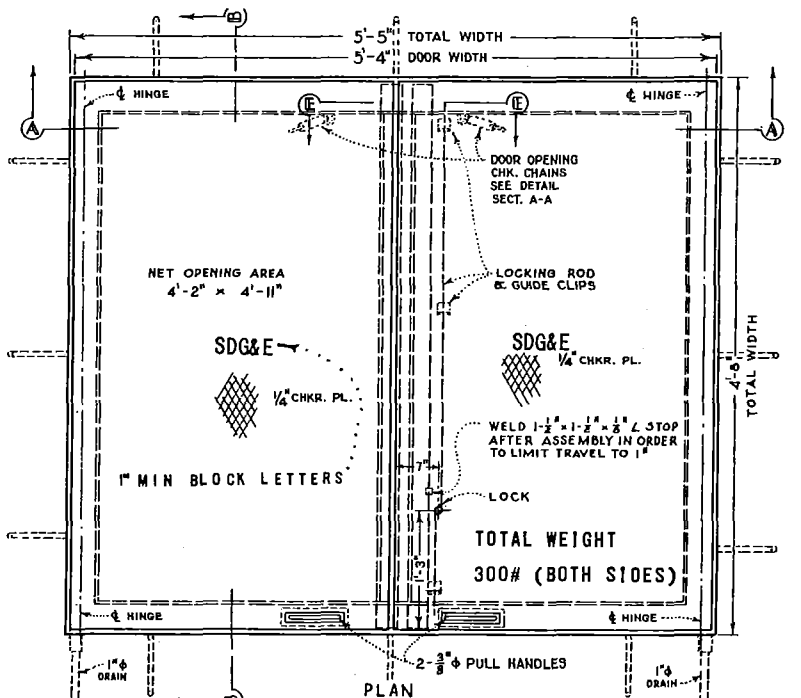 B
5'-5" TOTAL WIDTH
5'-4" DOOR WIDTH
℄ HINGE
E
E
℄ HINGE
A
A
DOOR OPENING
CHK. CHAINS
SEE DETAIL
SECT. A-A
NET OPENING AREA
4'-2" x 4'-11"
LOCKING ROD
& GUIDE CLIPS
SDG&E
SDG&E
1/4" CHKR. PL.
1/4" CHKR. PL.
4'-8"
TOTAL WIDTH
WELD 1-1/2" x 1-1/2" x 1/8" ∠ STOP
AFTER ASSEMBLY IN ORDER
TO LIMIT TRAVEL TO 1"
7"
1" MIN BLOCK LETTERS
LOCK
TOTAL WEIGHT
300# (BOTH SIDES)
1'-3"
℄ HINGE
℄ HINGE
2-3/8" ϕ PULL HANDLES
1" ϕ
DRAIN
1" ϕ
DRAIN
PLAN